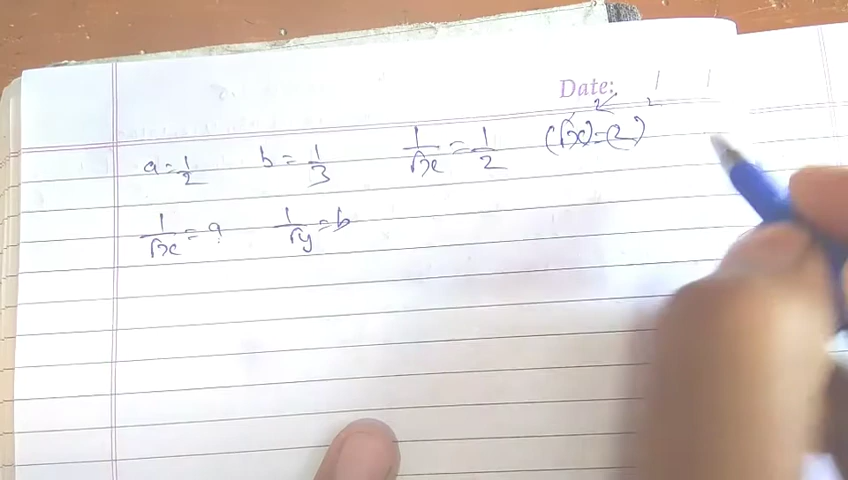 Date: / /
a = 1/2 b = 1/3 1/√x = 1/2 (√x)² = (2)²
1/√x = a 1/√y = b